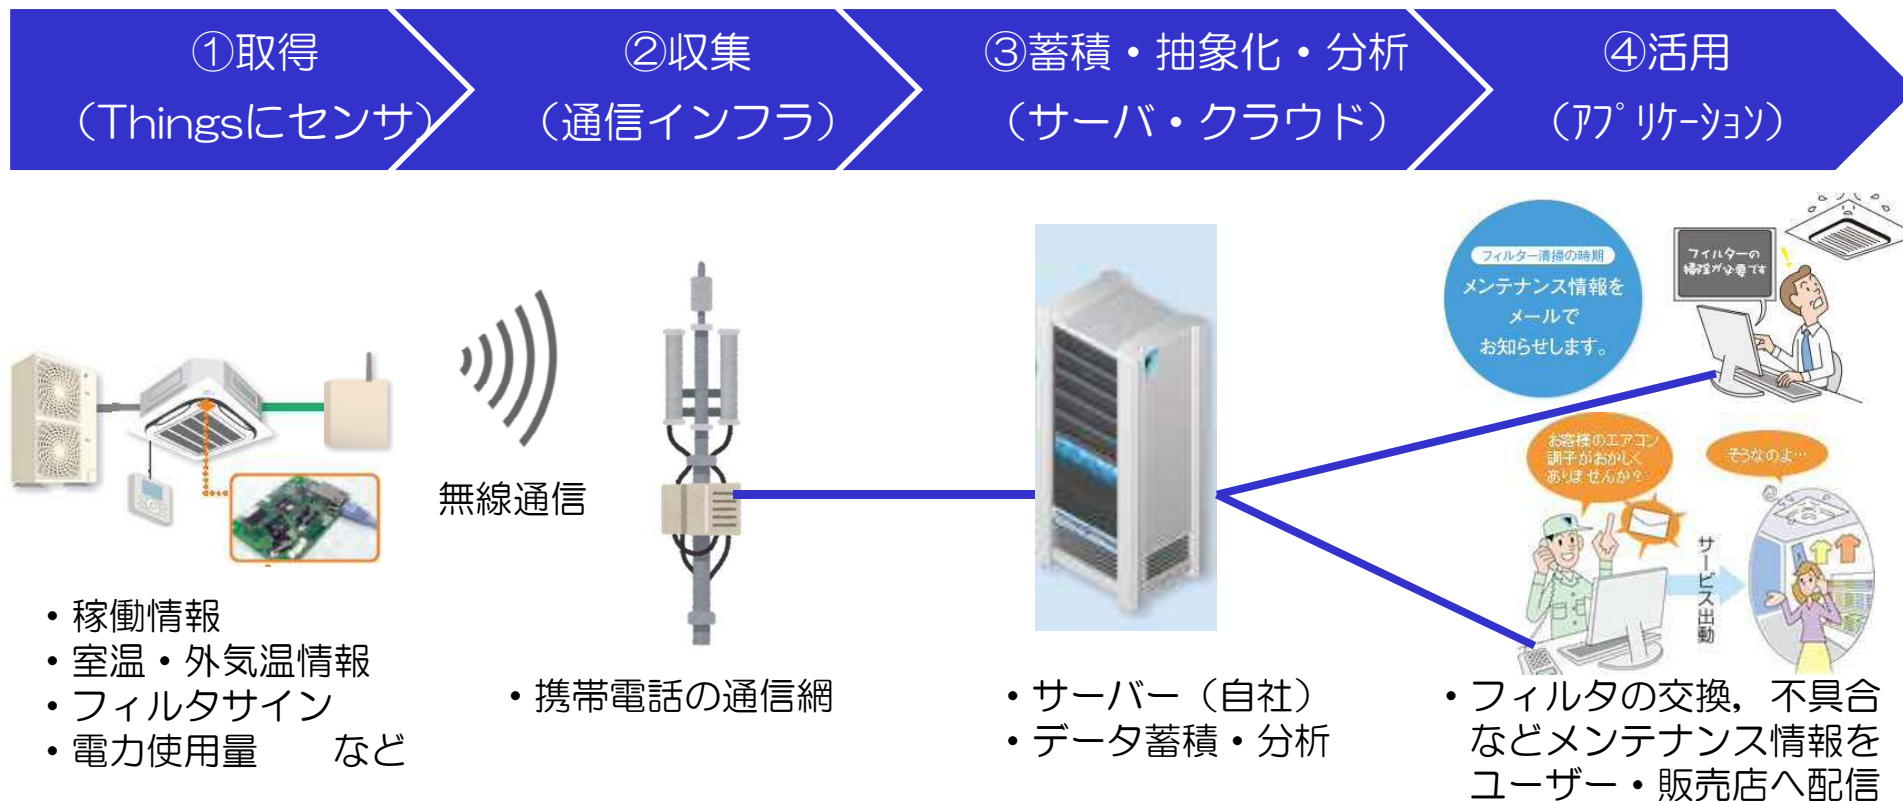 ①取得
（Thingsにセンサ）
②収集
（通信インフラ）
③蓄積・抽象化・分析
（サーバ・クラウド）
④活用
（ｱﾌﾟﾘｹｰｼｮﾝ）
フィルター清掃の時期
メンテナンス情報を
メールで
お知らせします。
フィルターの
掃除が必要です
お客様のエアコン
調子がおかしく
ありませんか？
そうなのよ…
サービス出動
無線通信
・稼働情報
・室温・外気温情報
・フィルタサイン
・電力使用量　　など
・携帯電話の通信網
・サーバー（自社）
・データ蓄積・分析
・フィルタの交換，不具合
などメンテナンス情報を
ユーザー・販売店へ配信